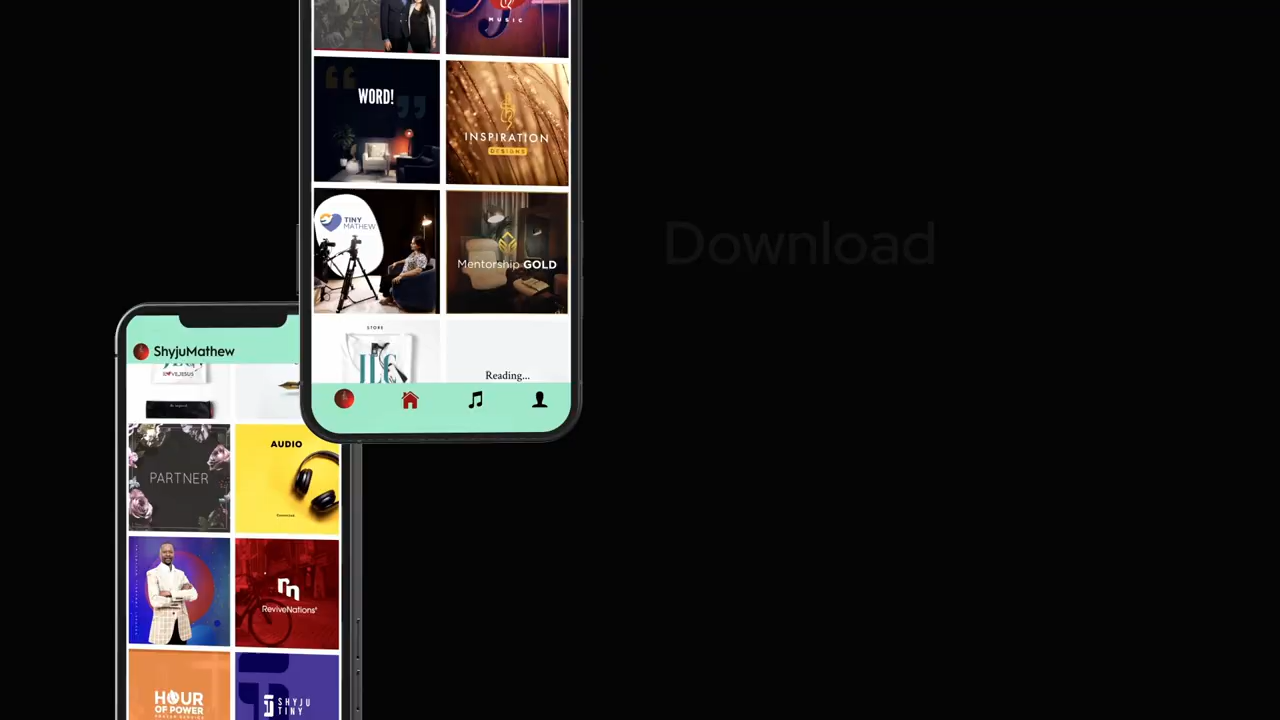 MUSIC
WORD!
INSPIRATION
DESIGNS
TINY
MATHEW
Mentorship GOLD
STORE
JLC
Reading...
Download
ShyjuMathew
PARTNER
AUDIO
ReviveNations
HOUR
OF POWER
SHYJU
TINY